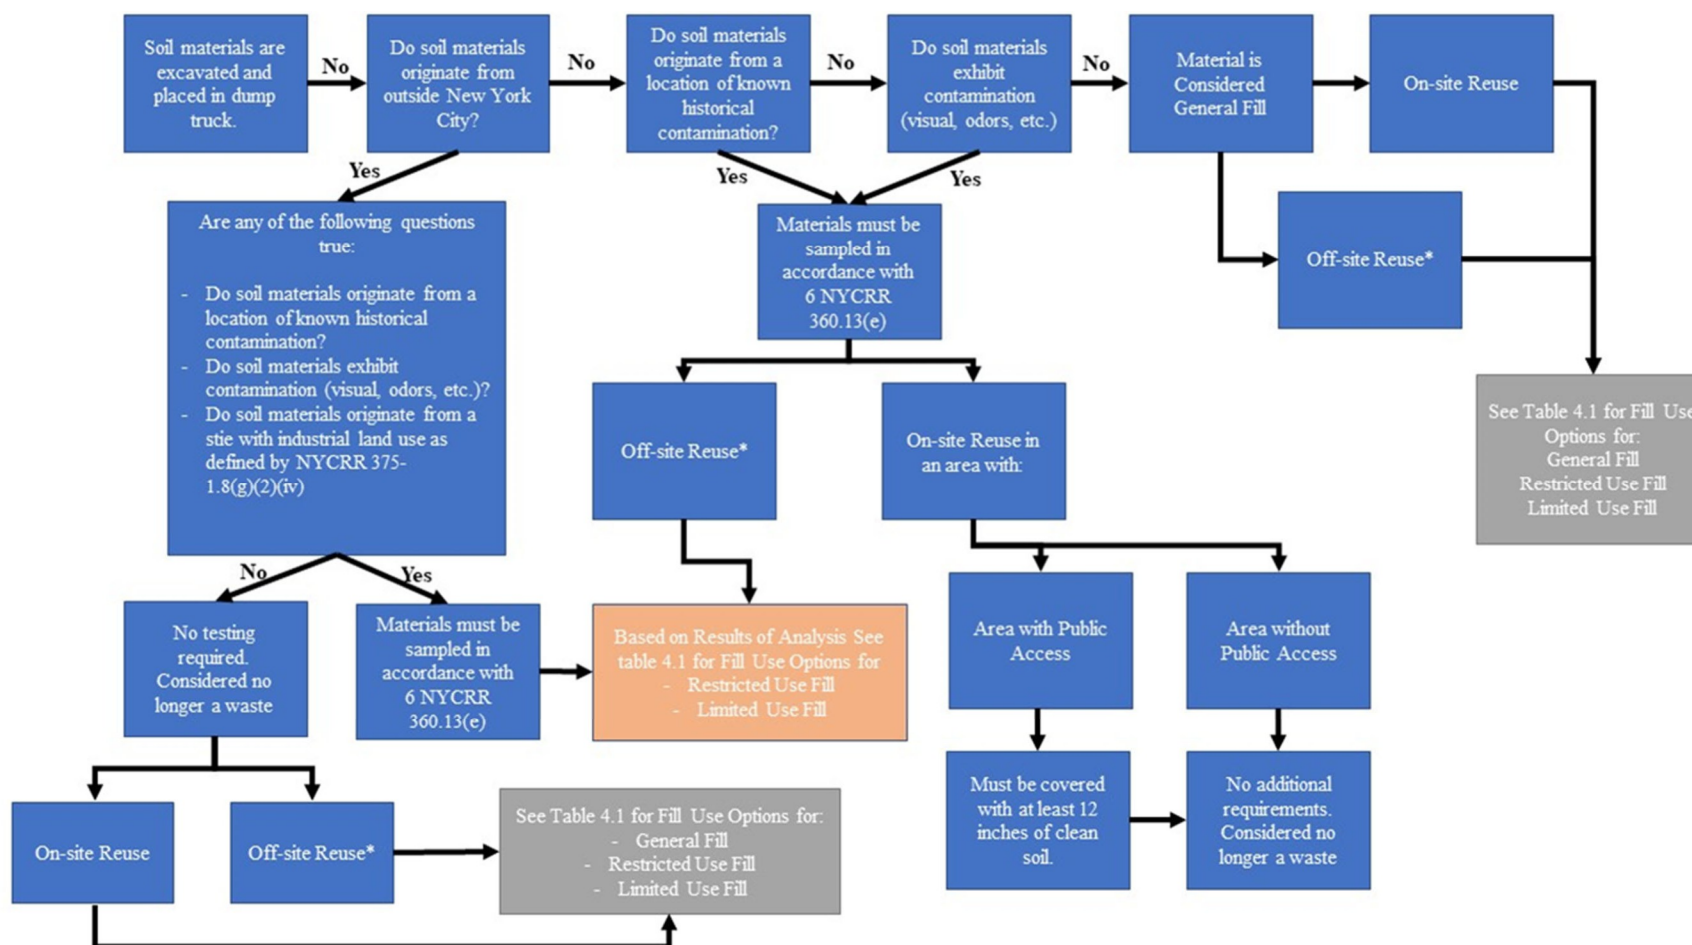 Soil materials are
excavated and
placed in dump
truck.
No
Do soil materials
originate from
outside New York
City?
No
Do soil materials
originate from a
location of known
historical
contamination?
No
Do soil materials
exhibit
contamination
(visual, odors, etc.)
No
Material is
Considered
General Fill
On-site Reuse
Yes
Yes
Yes
Are any of the following questions
true:
- Do soil materials originate from a
location of known historical
contamination?
- Do soil materials exhibit
contamination (visual, odors, etc.)?
- Do soil materials originate from a
stie with industrial land use as
defined by NYCRR 375-
1.8(g)(2)(iv)
Materials must be
sampled in
accordance with
6 NYCRR
360.13(e)
Off-site Reuse*
Off-site Reuse*
On-site Reuse in
an area with:
See Table 4.1 for Fill Use
Options for:
General Fill
Restricted Use Fill
Limited Use Fill
No
Yes
No testing
required.
Considered no
longer a waste
Materials must be
sampled in
accordance with
6 NYCRR
360.13(e)
Based on Results of Analysis See
table 4.1 for Fill Use Options for
- Restricted Use Fill
- Limited Use Fill
Area with Public
Access
Area without
Public Access
On-site Reuse
Off-site Reuse*
See Table 4.1 for Fill Use Options for:
- General Fill
- Restricted Use Fill
- Limited Use Fill
Must be covered
with at least 12
inches of clean
soil.
No additional
requirements.
Considered no
longer a waste